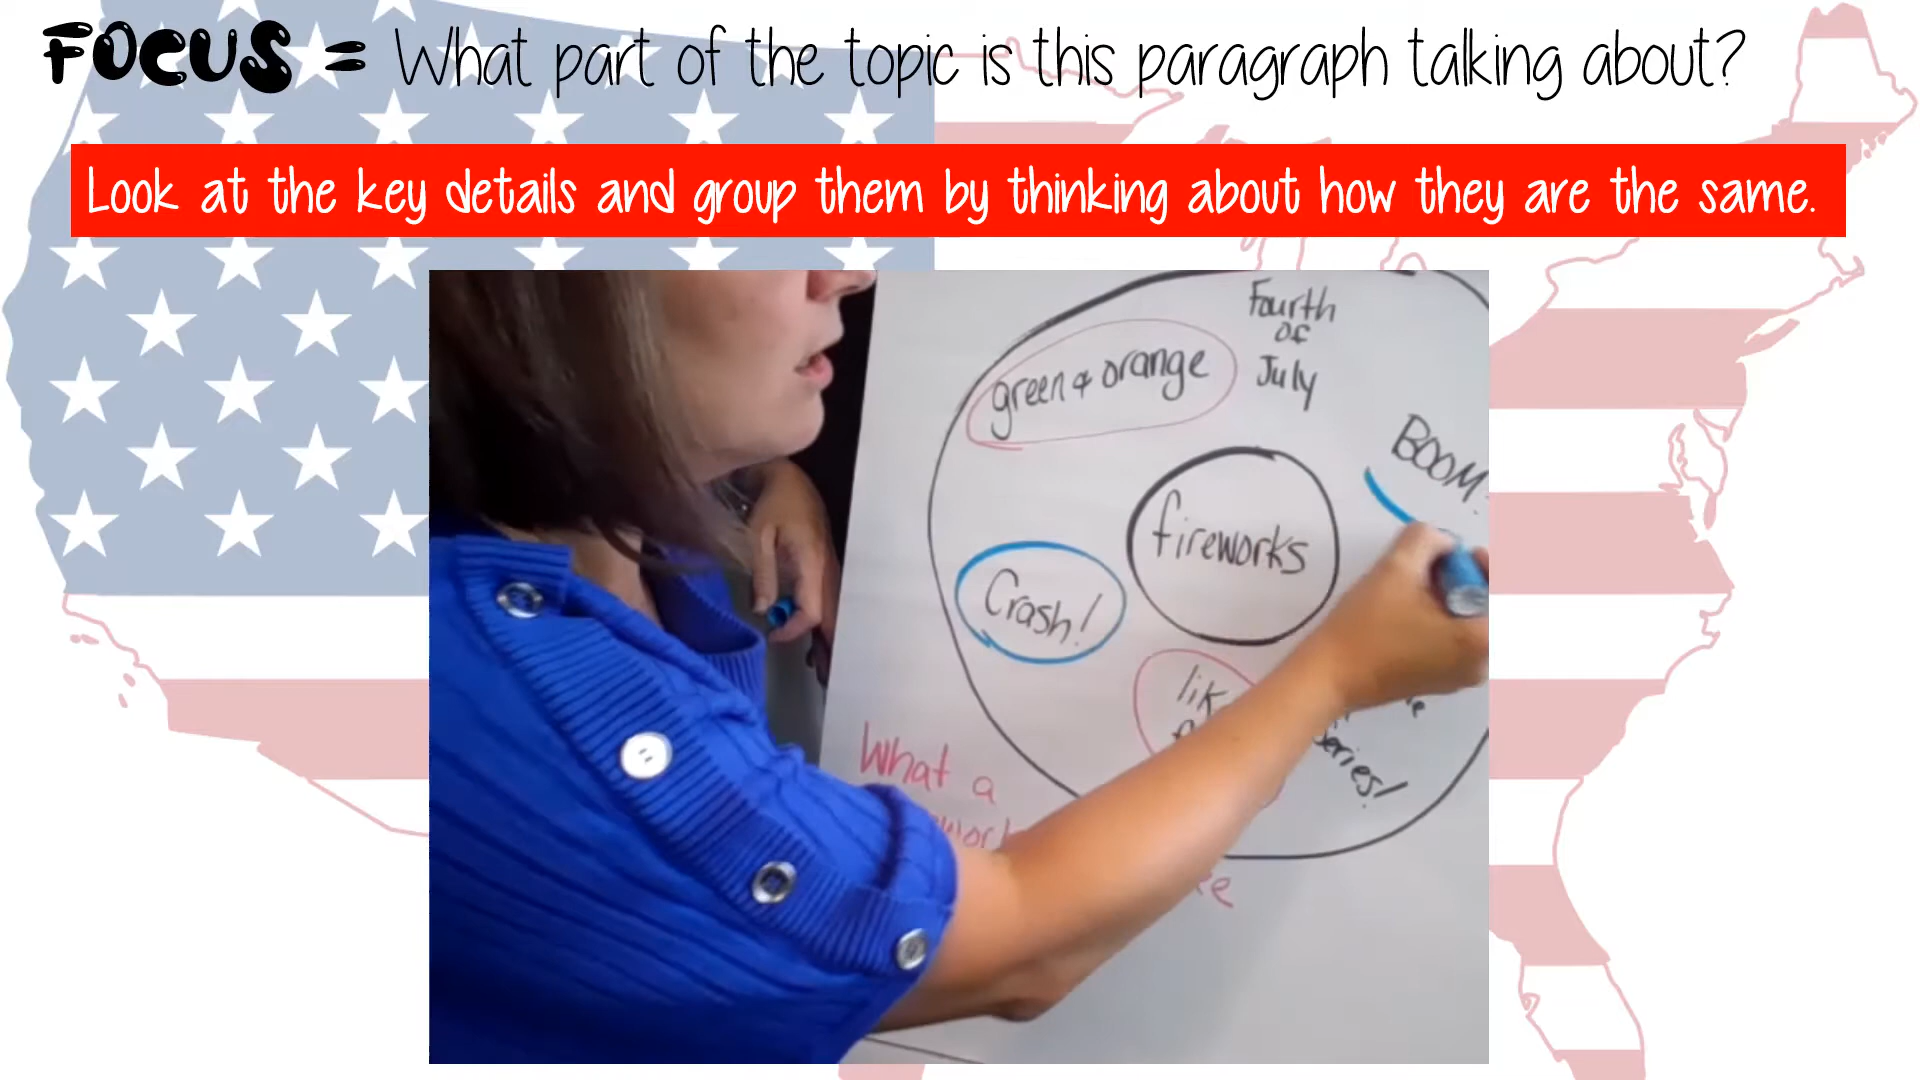 FOCUS = What part of the topic is this paragraph talking about?
Look at the key details and group them by thinking about how they are the same.
Fourth
of
July
green & orange
BOOM!
fireworks
Crash!
series!
What a